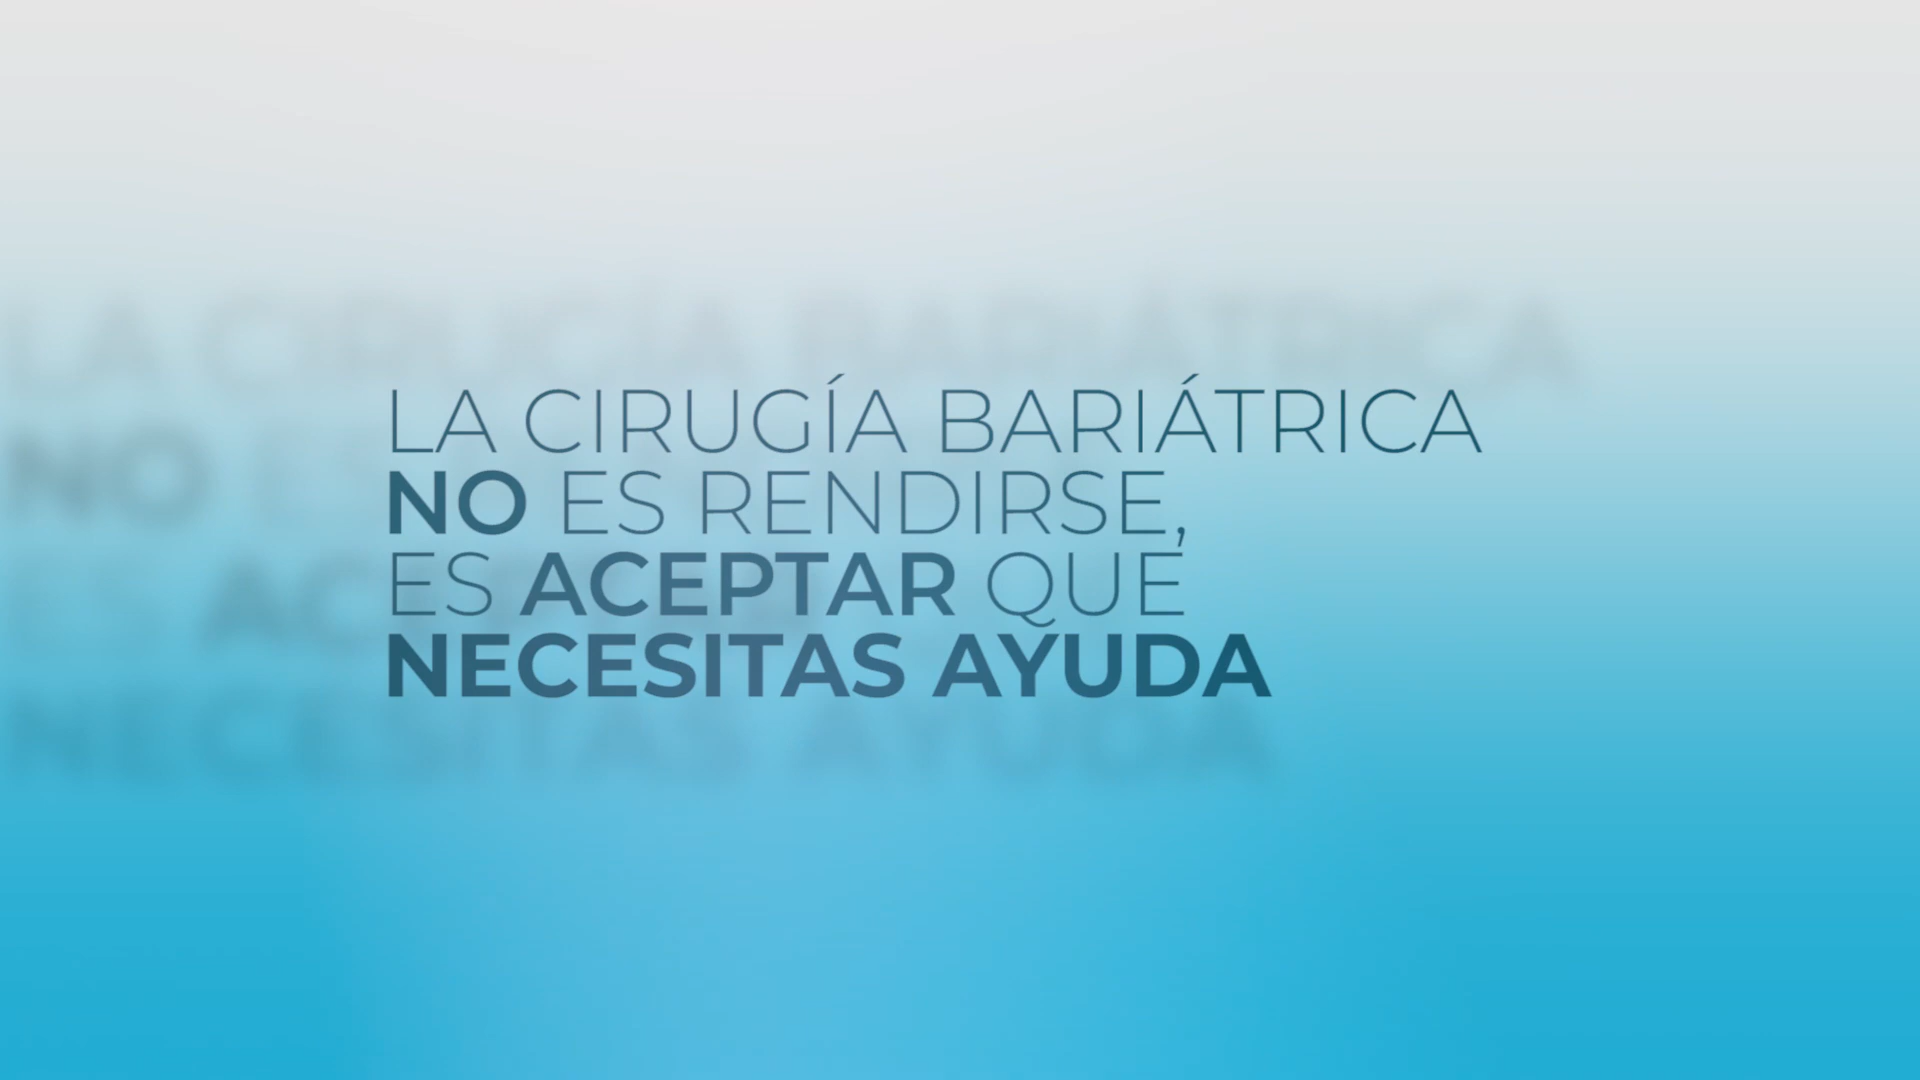 LA CIRUGÍA BARIÁTRICA
NO ES RENDIRSE,
ES ACEPTAR QUE
NECESITAS AYUDA